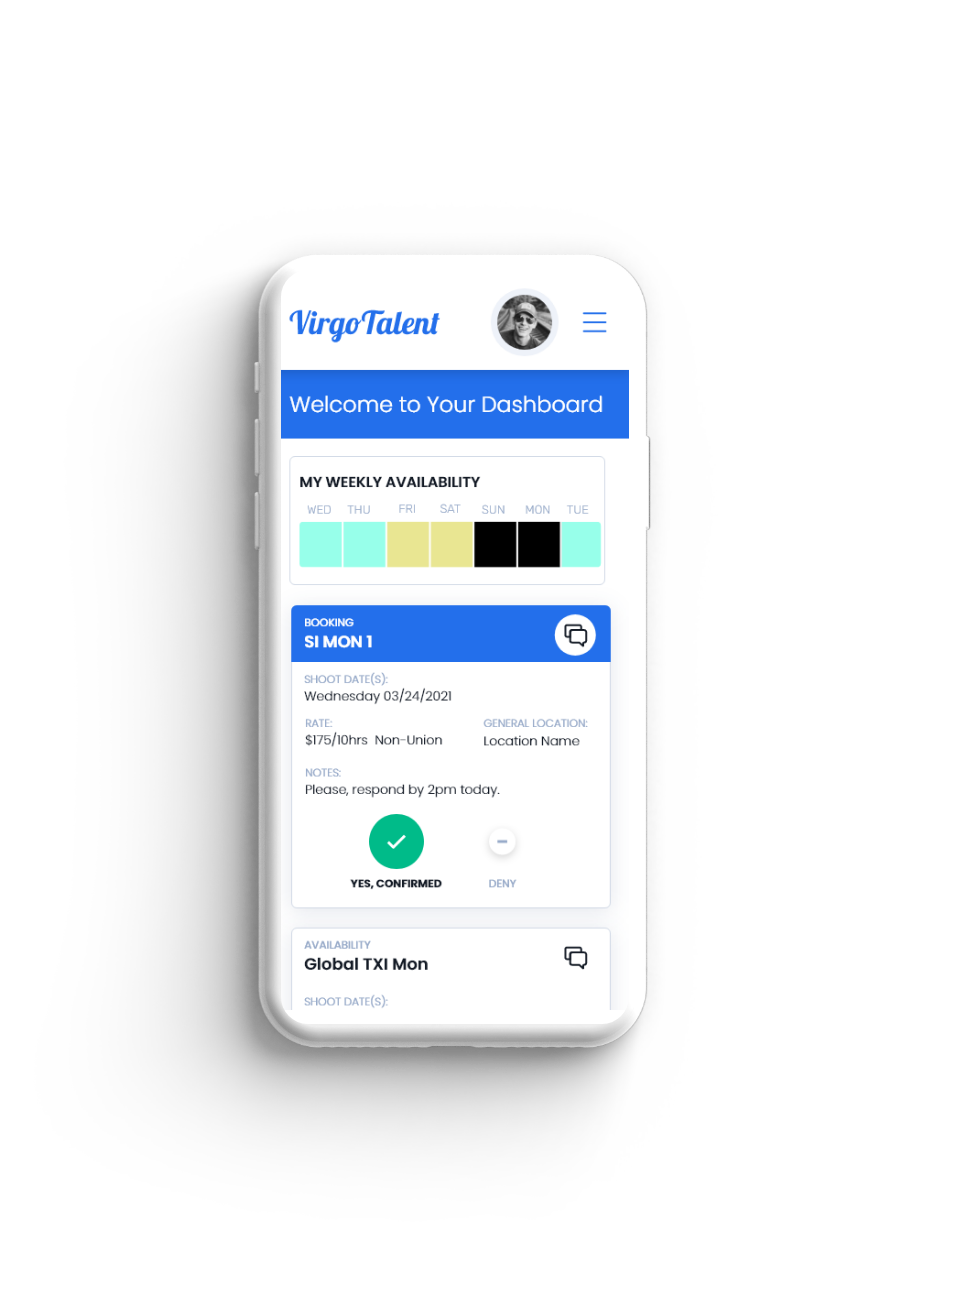 VirgoTalent
Welcome to Your Dashboard
MY WEEKLY AVAILABILITY
WED THU FRI SAT SUN MON TUE
BOOKING
SI MON 1
SHOOT DATE(S):
Wednesday 03/24/2021
RATE: GENERAL LOCATION:
$175/10hrs Non-Union Location Name
NOTES:
Please, respond by 2pm today.
YES, CONFIRMED DENY
AVAILABILITY
Global TXI Mon
SHOOT DATE(S):